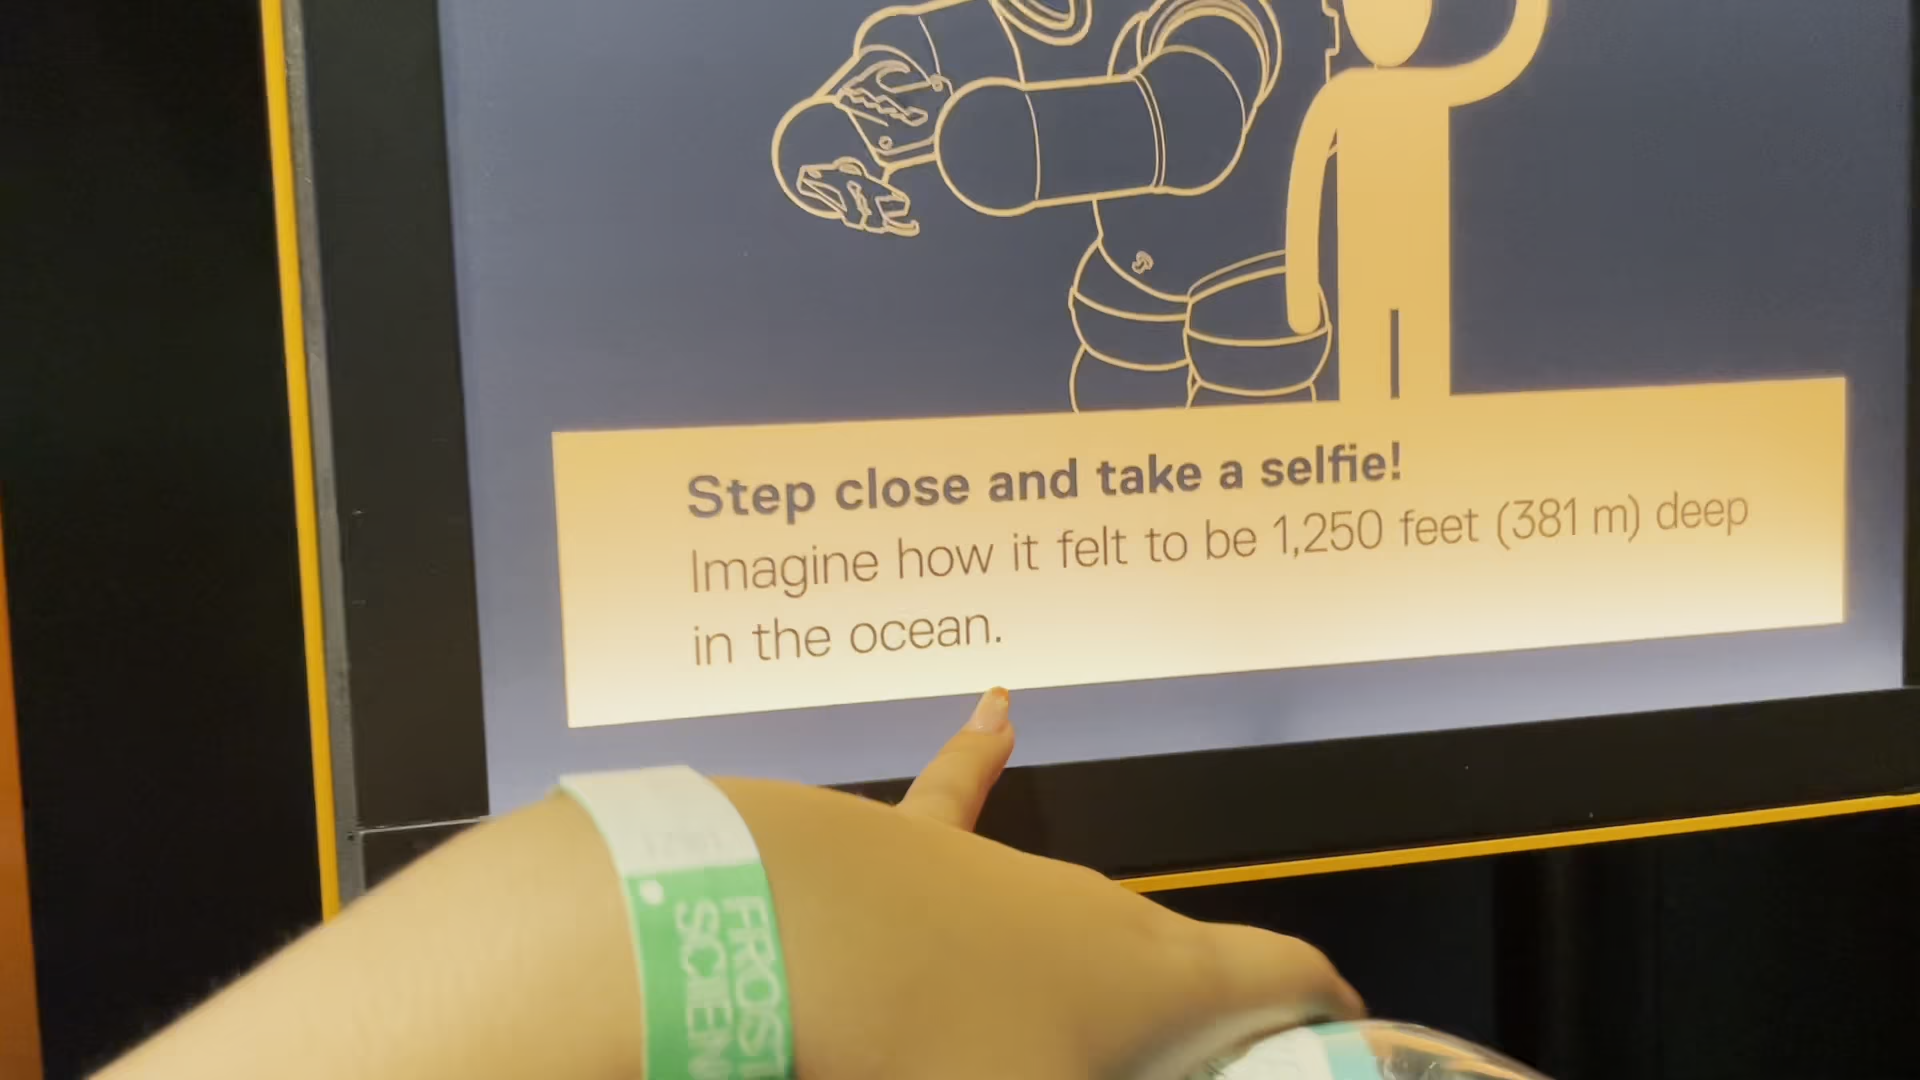 Step close and take a selfie!
Imagine how it felt to be 1,250 feet (381 m) deep
in the ocean.
FROST